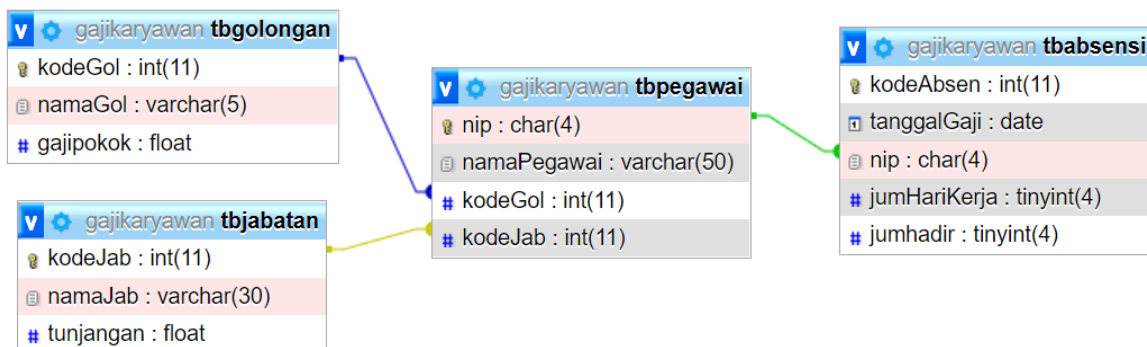 v gajikaryawan tbgolongan
kodeGol : int(11)
namaGol : varchar(5)
# gajipokok : float
v gajikaryawan tbjabatan
kodeJab : int(11)
namaJab : varchar(30)
# tunjangan : float
v gajikaryawan tbpegawai
nip : char(4)
namaPegawai : varchar(50)
# kodeGol : int(11)
# kodeJab : int(11)
v gajikaryawan tbabsensi
kodeAbsen : int(11)
tanggalGaji : date
nip : char(4)
# jumHariKerja : tinyint(4)
# jumhadir : tinyint(4)